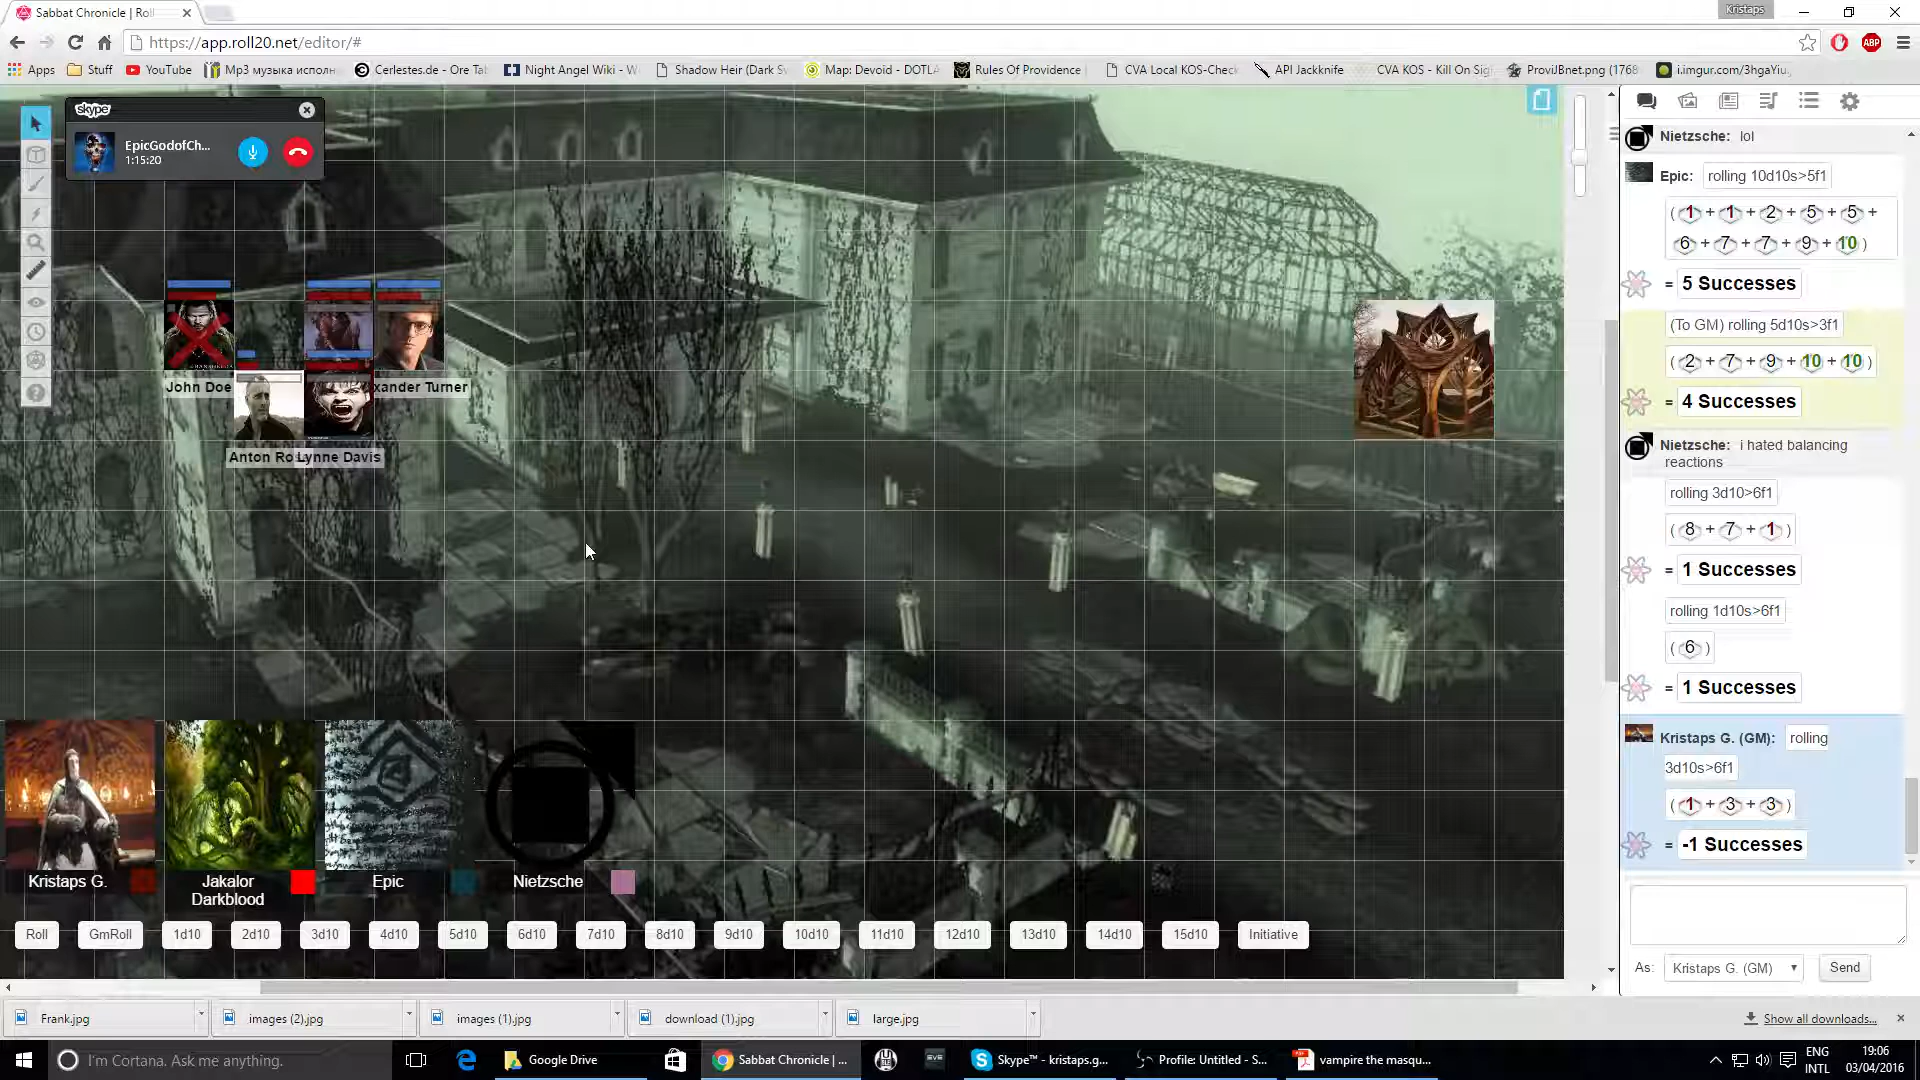 Sabbat Chronicle | Roll
Kristaps
https://app.roll20.net/editor/#
Apps
Stuff
YouTube
Mp3 музыка исполн
Cerlestes.de - Ore Tab
Night Angel Wiki - W
Shadow Heir (Dark Sw
Map: Devoid - DOTLA
Rules Of Providence
CVA Local KOS-Check
API Jackknife
CVA KOS - Kill On Sig
ProviJBnet.png (1768
i.imgur.com/3hgaYiu.
skype
EpicGodofCh...
1:15:20
John Doe
xander Turner
Anton Ro
Lynne Davis
Kristaps G.
Jakalor
Darkblood
Epic
Nietzsche
Roll
GmRoll
1d10
2d10
3d10
4d10
5d10
6d10
7d10
8d10
9d10
10d10
11d10
12d10
13d10
14d10
15d10
Initiative
Nietzsche: lol
Epic: rolling 10d10s>5f1
(1+1+2+5+5+
6+7+7+9+10)
= 5 Successes
(To GM) rolling 5d10s>3f1
(2+7+9+10+10)
= 4 Successes
Nietzsche: i hated balancing
reactions
rolling 3d10>6f1
(8+7+1)
= 1 Successes
rolling 1d10s>6f1
(6)
= 1 Successes
Kristaps G. (GM): rolling
3d10s>6f1
(1+3+3)
= -1 Successes
As: Kristaps G. (GM)
Send
Frank.jpg
images (2).jpg
images (1).jpg
download (1).jpg
large.jpg
Show all downloads...
I'm Cortana. Ask me anything.
Google Drive
Sabbat Chronicle | ...
EVE
Skype™ - kristaps.g...
Profile: Untitled - S...
vampire the masqu...
ENG
INTL
19:06
03/04/2016